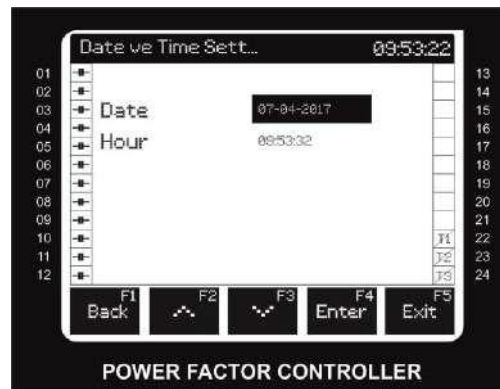 Date ve Time Sett... 09:53:22
01 13
02 14
03 Date 07-04-2017 15
04 16
05 Hour 09:53:32 17
06 18
07 19
08 20
09 21
10 22
11 23
12 24
F1 F2 F3 F4 F5
Back Enter Exit
POWER FACTOR CONTROLLER